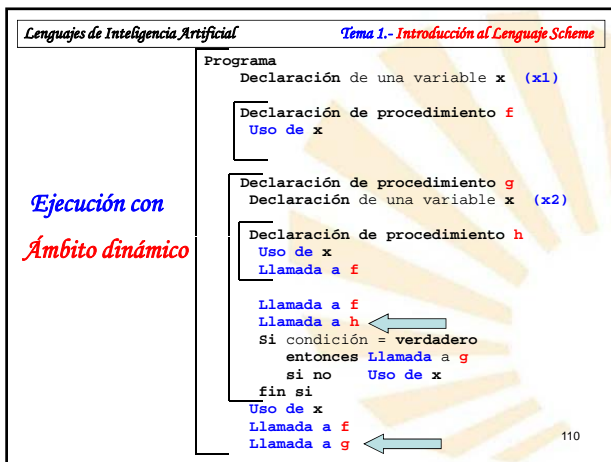 Lenguajes de Inteligencia Artificial Tema 1.- Introducción al Lenguaje Scheme
Programa
Declaración de una variable x (x1)
Declaración de procedimiento f
Uso de x
Declaración de procedimiento g
Declaración de una variable x (x2)
Ejecución con
Ámbito dinámico
Declaración de procedimiento h
Uso de x
Llamada a f
Llamada a f
Llamada a h
Si condición = verdadero
entonces Llamada a g
si no Uso de x
fin si
Uso de x
Llamada a f
Llamada a g
110